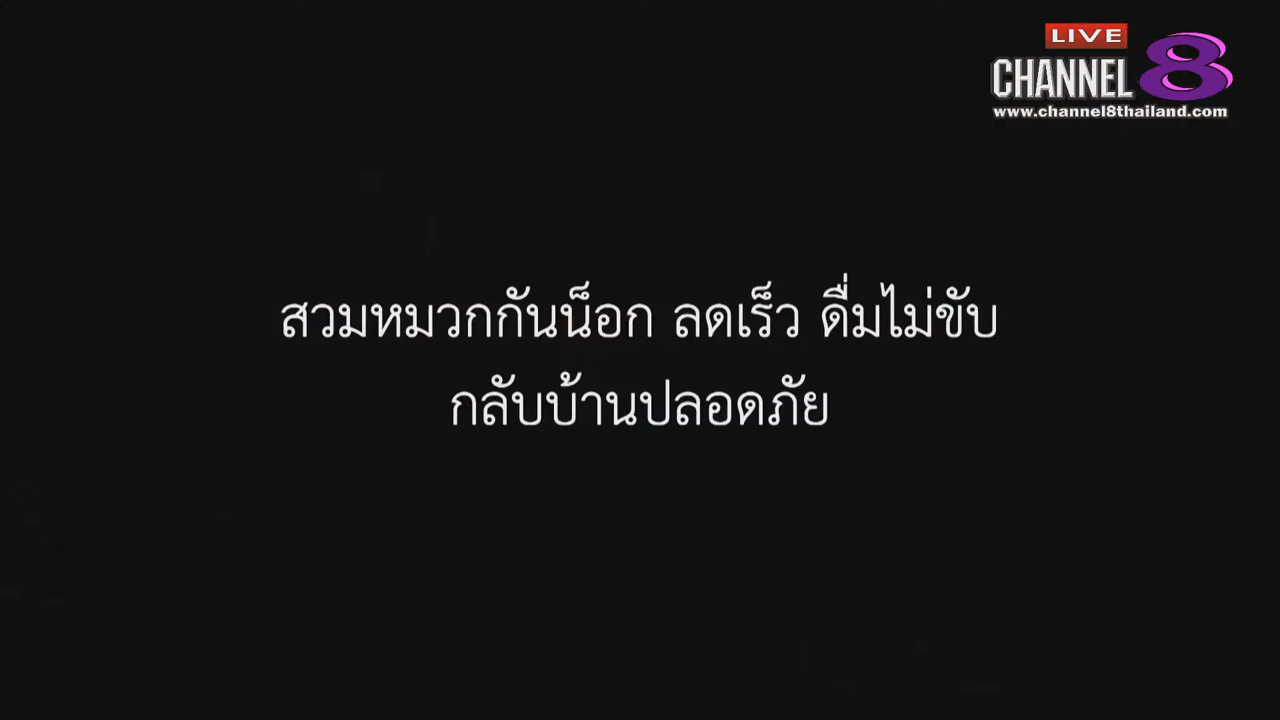 LIVE
CHANNEL 8
www.channel8thailand.com
สวมหมวกกันน็อก ลดเร็ว ดื่มไม่ขับ
กลับบ้านปลอดภัย